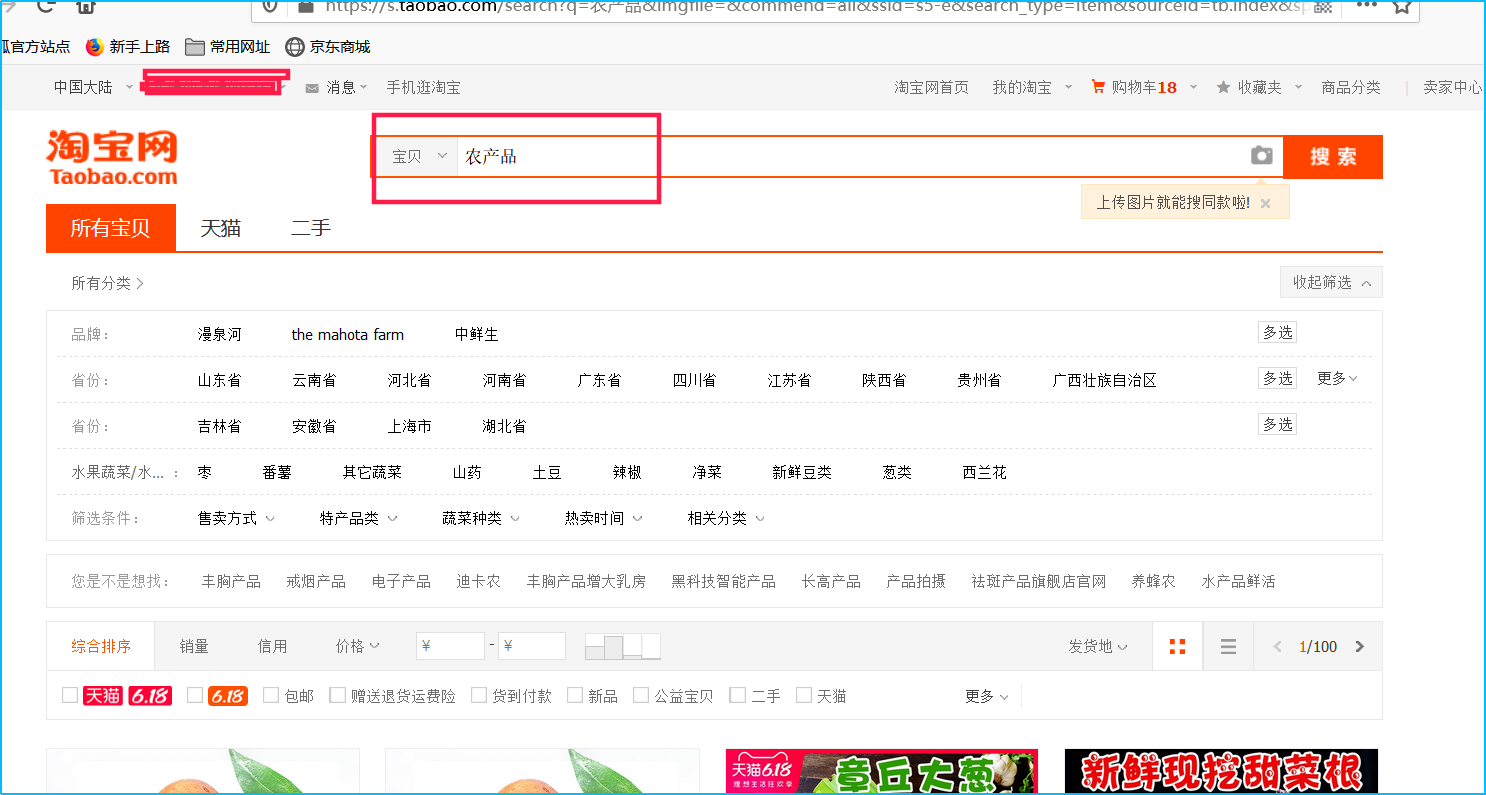 https://s.taobao.com/search?q=农产品&imgfile=&commend=all&ssid=s5-e&search_type=item&sourceId=tb.index&sp
官方站点 新手上路 常用网址 京东商城
中国大陆 消息 手机逛淘宝 淘宝网首页 我的淘宝 购物车18 收藏夹 商品分类 卖家中心
淘宝网
Taobao.com
宝贝 农产品 搜索
上传图片就能搜同款啦! ×
所有宝贝 天猫 二手
所有分类 >
收起筛选
品牌: 漫泉河 the mahota farm 中鲜生 多选
省份: 山东省 云南省 河北省 河南省 广东省 四川省 江苏省 陕西省 贵州省 广西壮族自治区 多选 更多
省份: 吉林省 安徽省 上海市 湖北省 多选
水果蔬菜/水... : 枣 番薯 其它蔬菜 山药 土豆 辣椒 净菜 新鲜豆类 葱类 西兰花
筛选条件: 售卖方式 特产品类 蔬菜种类 热卖时间 相关分类
您是不是想找: 丰胸产品 戒烟产品 电子产品 迪卡农 丰胸产品增大乳房 黑科技智能产品 长高产品 产品拍摄 祛斑产品旗舰店官网 养蜂农 水产品鲜活
综合排序 销量 信用 价格 ¥ - ¥ 发货地 < 1/100 >
天猫 6.18 6.18 包邮 赠送退货运费险 货到付款 新品 公益宝贝 二手 天猫 更多
天猫6.18 理想生活狂欢季 章丘大葱 新鲜现挖甜菜根